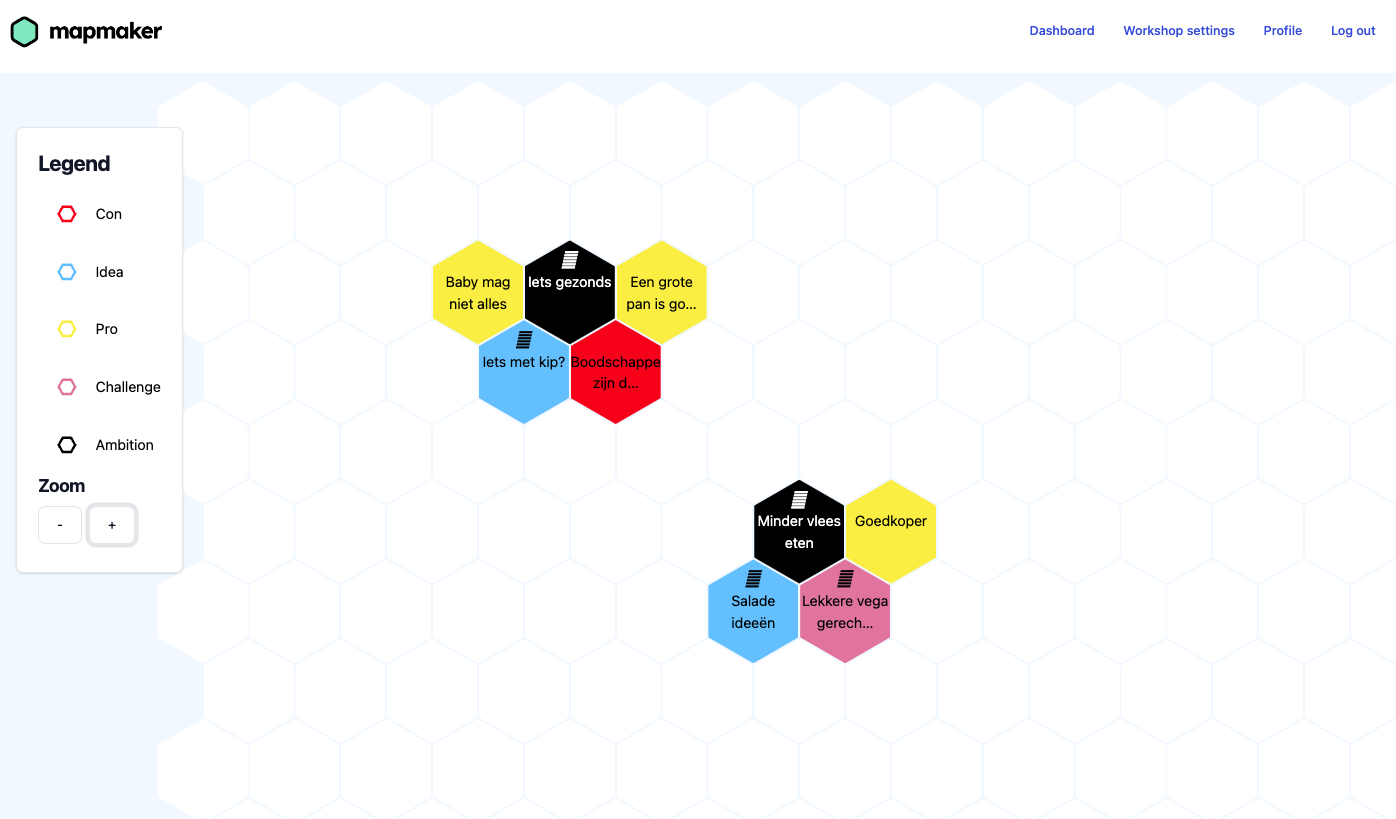 mapmaker
Dashboard
Workshop settings
Profile
Log out
Legend
Con
Idea
Pro
Challenge
Ambition
Zoom
-
+
Baby mag
niet alles
Iets gezonds
Een grote
pan is go...
Iets met kip?
Boodschappe
zijn d...
Minder vlees
eten
Goedkoper
Salade
ideeën
Lekkere vega
gerech...